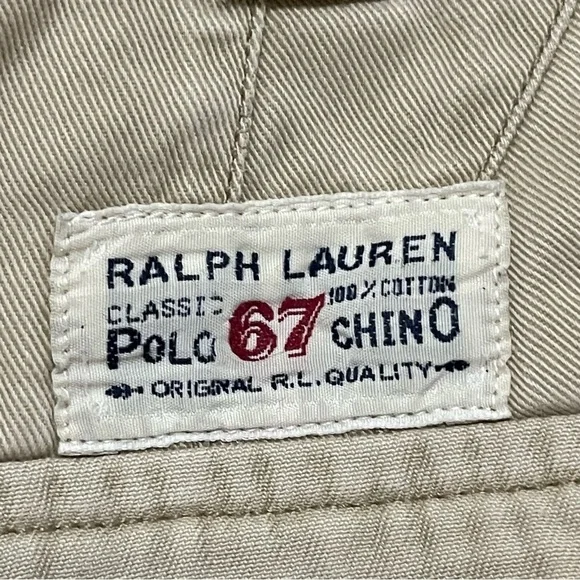 RALPH LAUREN
CLASSIC 67 100% COTTON
POLO CHINO
ORIGINAL R.L. QUALITY